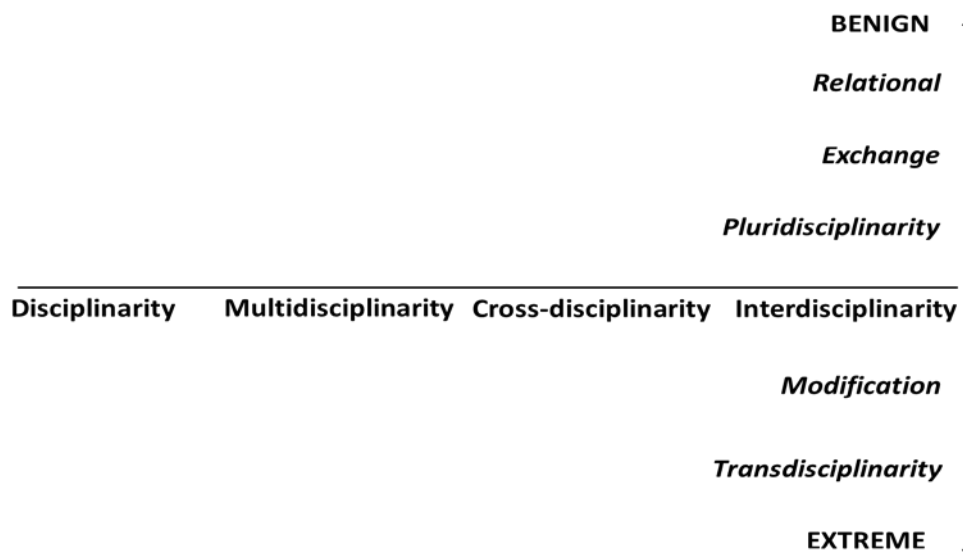 BENIGN
Relational
Exchange
Pluridisciplinarity
Disciplinarity Multidisciplinarity Cross-disciplinarity Interdisciplinarity
Modification
Transdisciplinarity
EXTREME